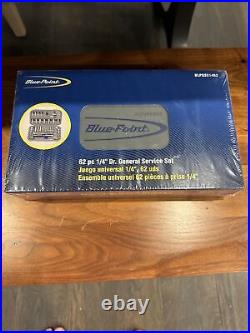 Blue-Point
BLPGSS1462
Blue-Point
62 pc 1/4" Dr. General Service Set
Juego universal 1/4", 62 uds
Ensemble universel 62 pièces à prise 1/4"